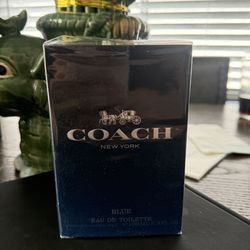 COACH
NEW YORK
BLUE
EAU DE TOILETTE